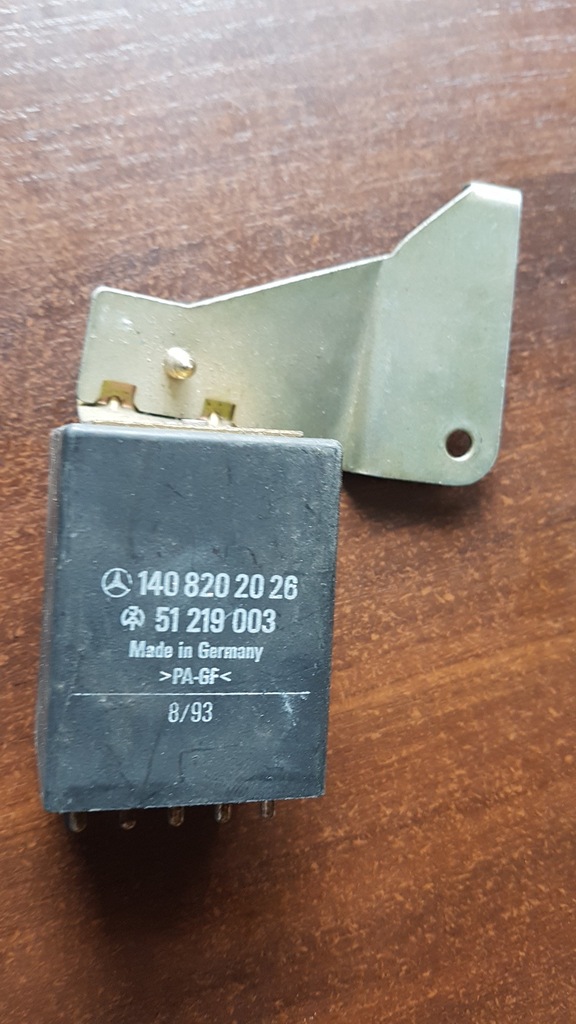 140 820 20 26
51 219 003
Made in Germany
>PA-GF<
8/93